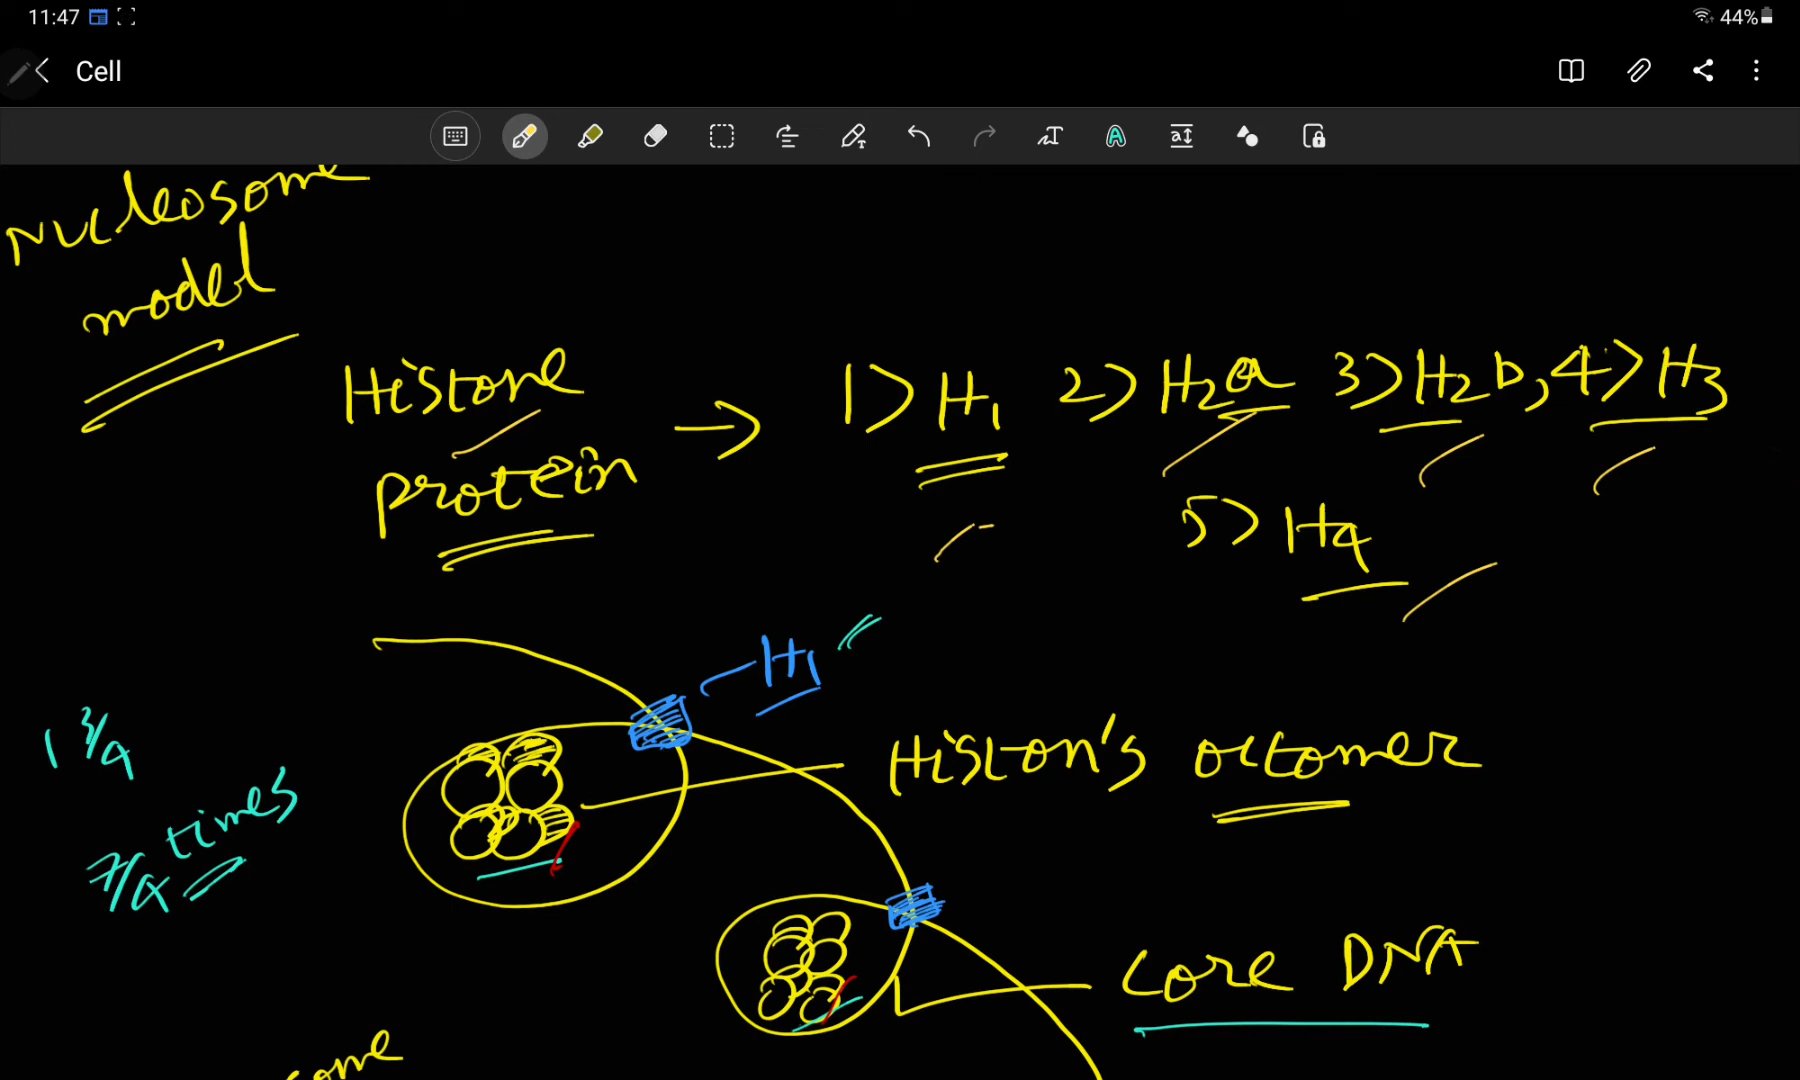 11:47
44%
Cell
Nucleosome
model
Histone
protein → 1> H1 2> H2a 3> H2b, 4> H3
5> H4
H1
1 3/4
7/4 times
Histon's octomer
Core DNA
some